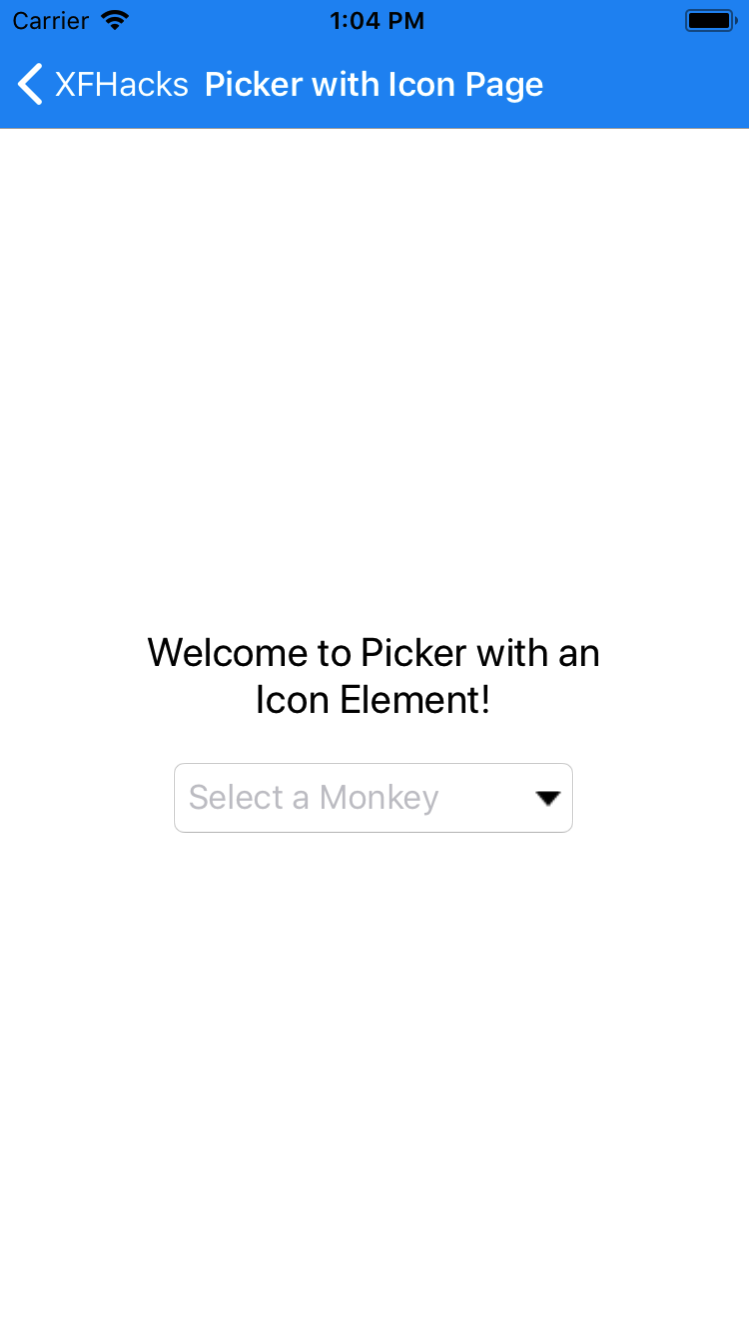 Carrier 1:04 PM
XFHacks Picker with Icon Page
Welcome to Picker with an
Icon Element!
Select a Monkey